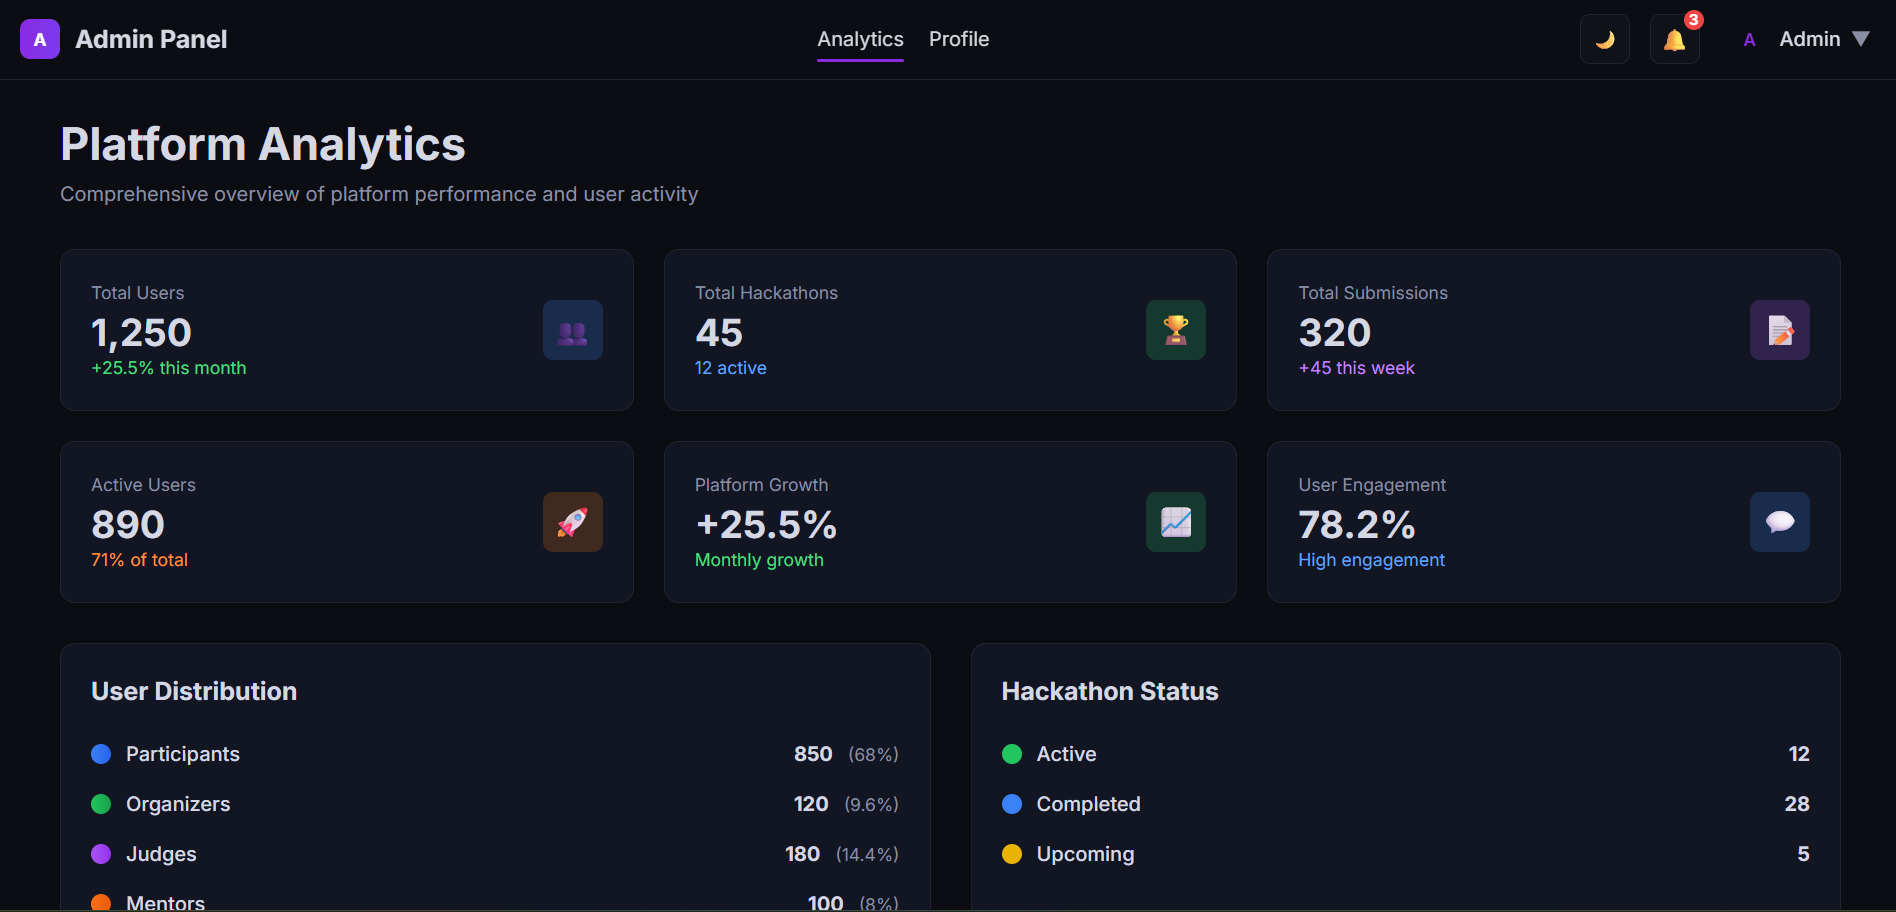 A Admin Panel Analytics Profile 3 A Admin ▼
Platform Analytics
Comprehensive overview of platform performance and user activity
Total Users
1,250
+25.5% this month
Total Hackathons
45
12 active
Total Submissions
320
+45 this week
Active Users
890
71% of total
Platform Growth
+25.5%
Monthly growth
User Engagement
78.2%
High engagement
User Distribution
Participants 850 (68%)
Organizers 120 (9.6%)
Judges 180 (14.4%)
Mentors 100 (8%)
Hackathon Status
Active 12
Completed 28
Upcoming 5